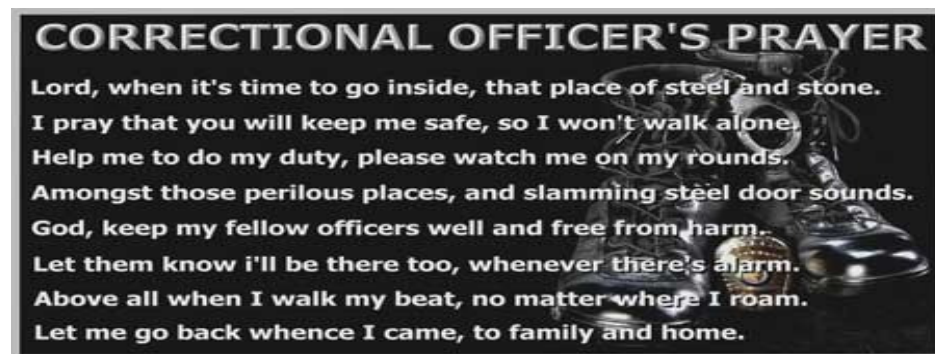 CORRECTIONAL OFFICER'S PRAYER
Lord, when it's time to go inside, that place of steel and stone.
I pray that you will keep me safe, so I won't walk alone.
Help me to do my duty, please watch me on my rounds.
Amongst those perilous places, and slamming steel door sounds.
God, keep my fellow officers well and free from harm.
Let them know i'll be there too, whenever there's alarm.
Above all when I walk my beat, no matter where I roam.
Let me go back whence I came, to family and home.